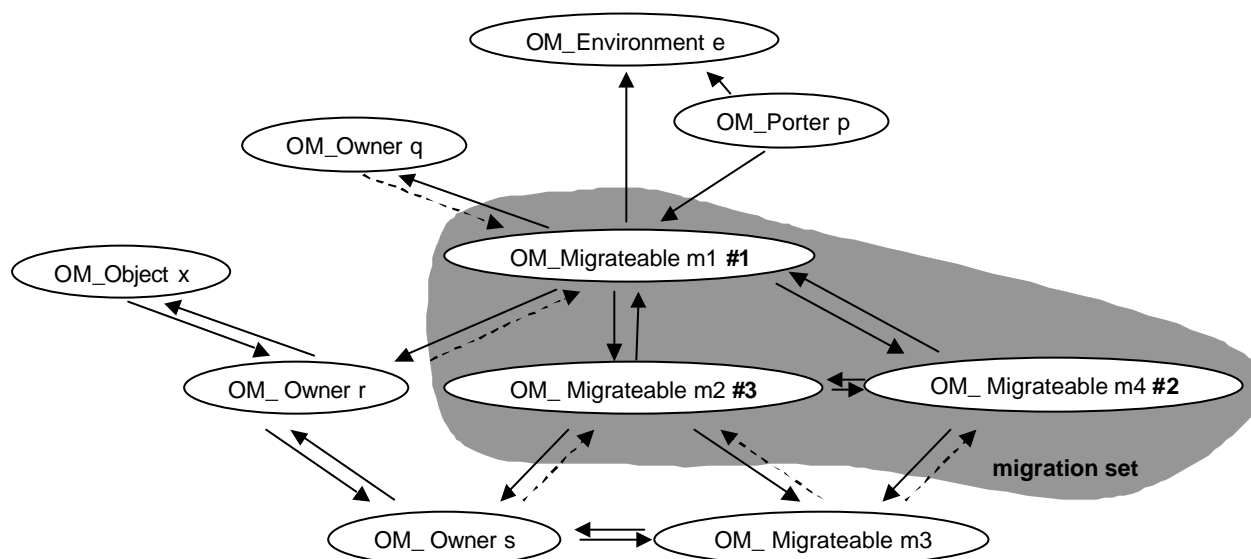 OM_Environment e
OM_Porter p
OM_Owner q
OM_Migrateable m1 #1
OM_Object x
OM_ Owner r
OM_ Migrateable m2 #3
OM_ Migrateable m4 #2
migration set
OM_ Owner s
OM_ Migrateable m3